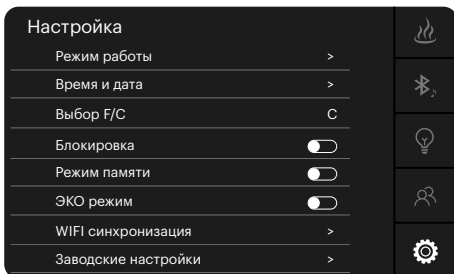 Настройка
Режим работы >
Время и дата >
Выбор F/C C
Блокировка
Режим памяти
ЭКО режим
WIFI синхронизация >
Заводские настройки >